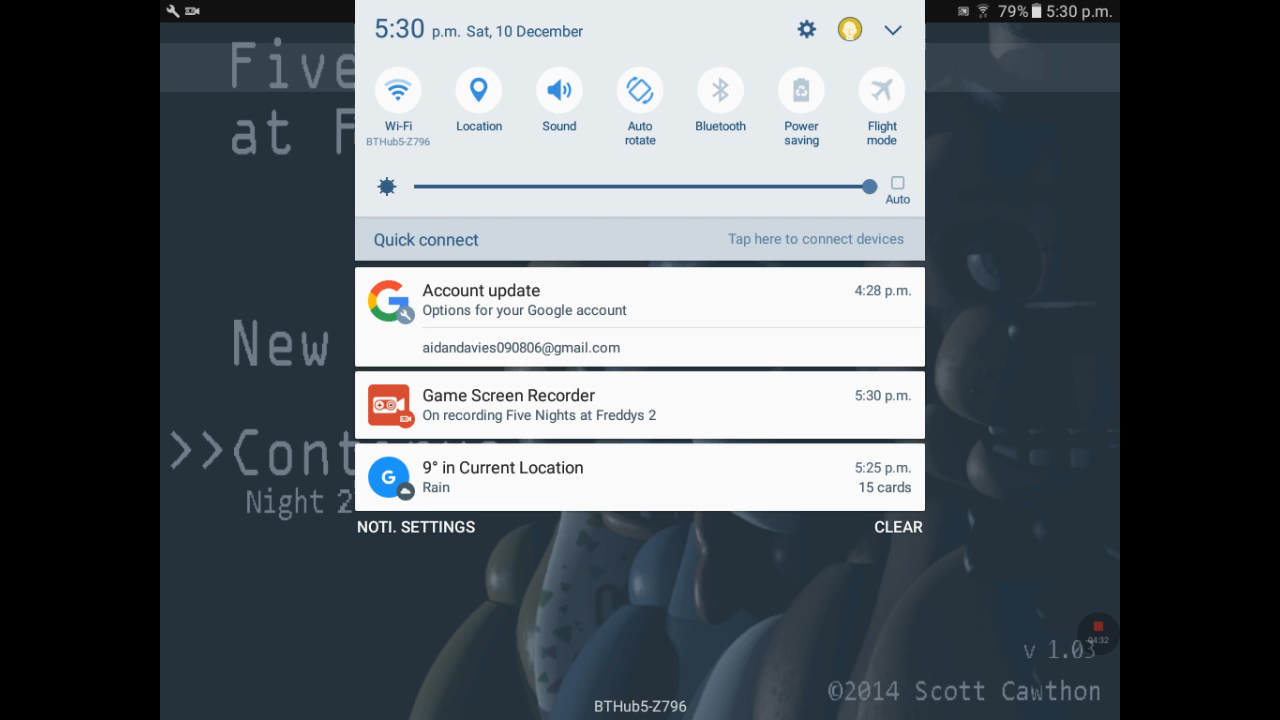 79% 5:30 p.m.
5:30 p.m. Sat, 10 December
Wi-Fi
BTHub5-Z796
Location
Sound
Auto
rotate
Bluetooth
Power
saving
Flight
mode
Auto
Quick connect Tap here to connect devices
Account update 4:28 p.m.
Options for your Google account
aidandavies090806@gmail.com
Game Screen Recorder 5:30 p.m.
On recording Five Nights at Freddys 2
9° in Current Location 5:25 p.m.
Rain 15 cards
NOTI. SETTINGS CLEAR
Five
at F
New
>>Continue
Night 2
04:32
v 1.03
©2014 Scott Cawthon
BTHub5-Z796